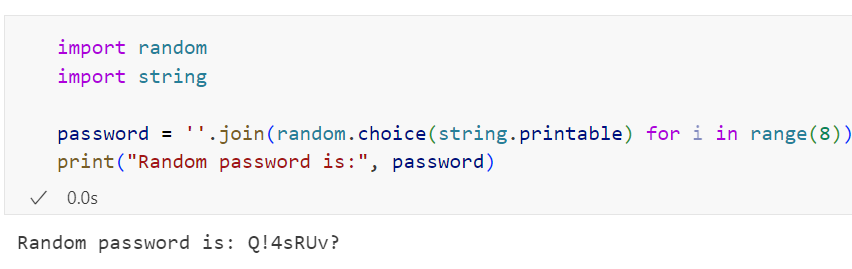 import random
import string
password = ''.join(random.choice(string.printable) for i in range(8))
print("Random password is:", password)
0.0s
Random password is: Q!4sRUv?